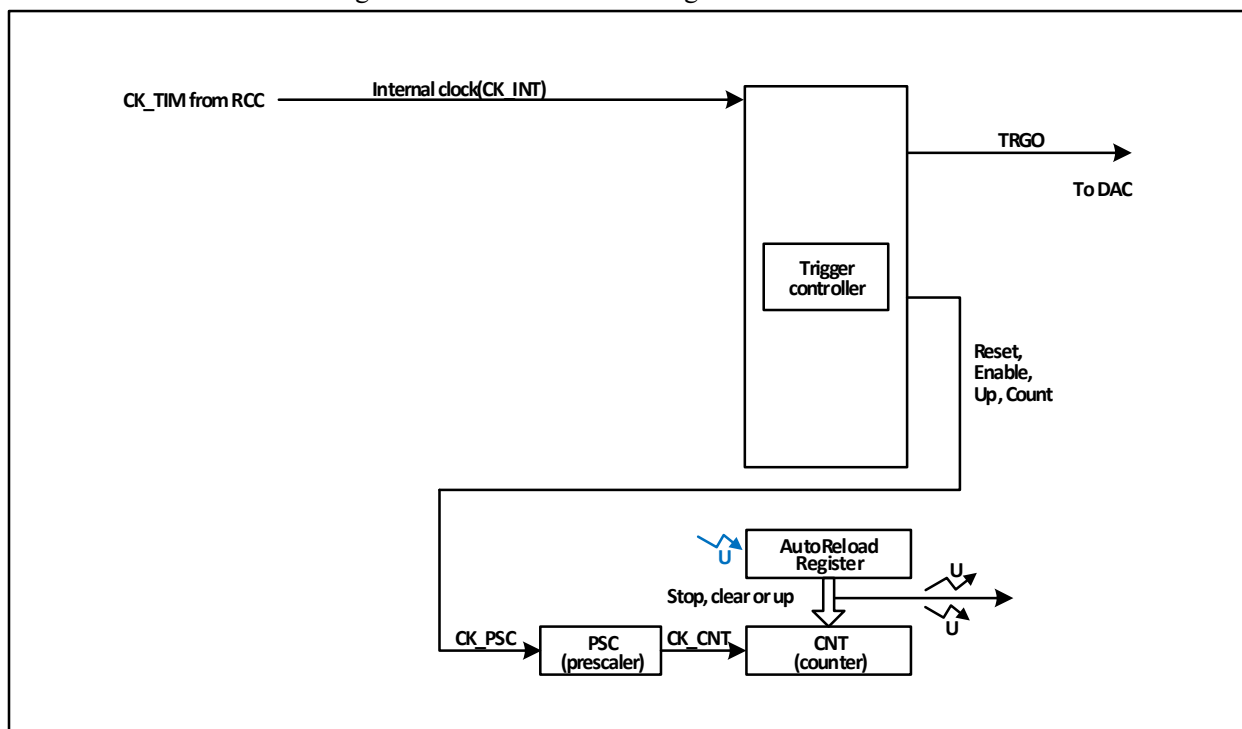 Internal clock(CK_INT)
CK_TIM from RCC
TRGO
To DAC
Trigger
controller
Reset,
Enable,
Up, Count
AutoReload
Register
U
U
Stop, clear or up
U
CK_PSC
PSC
(prescaler)
CK_CNT
CNT
(counter)